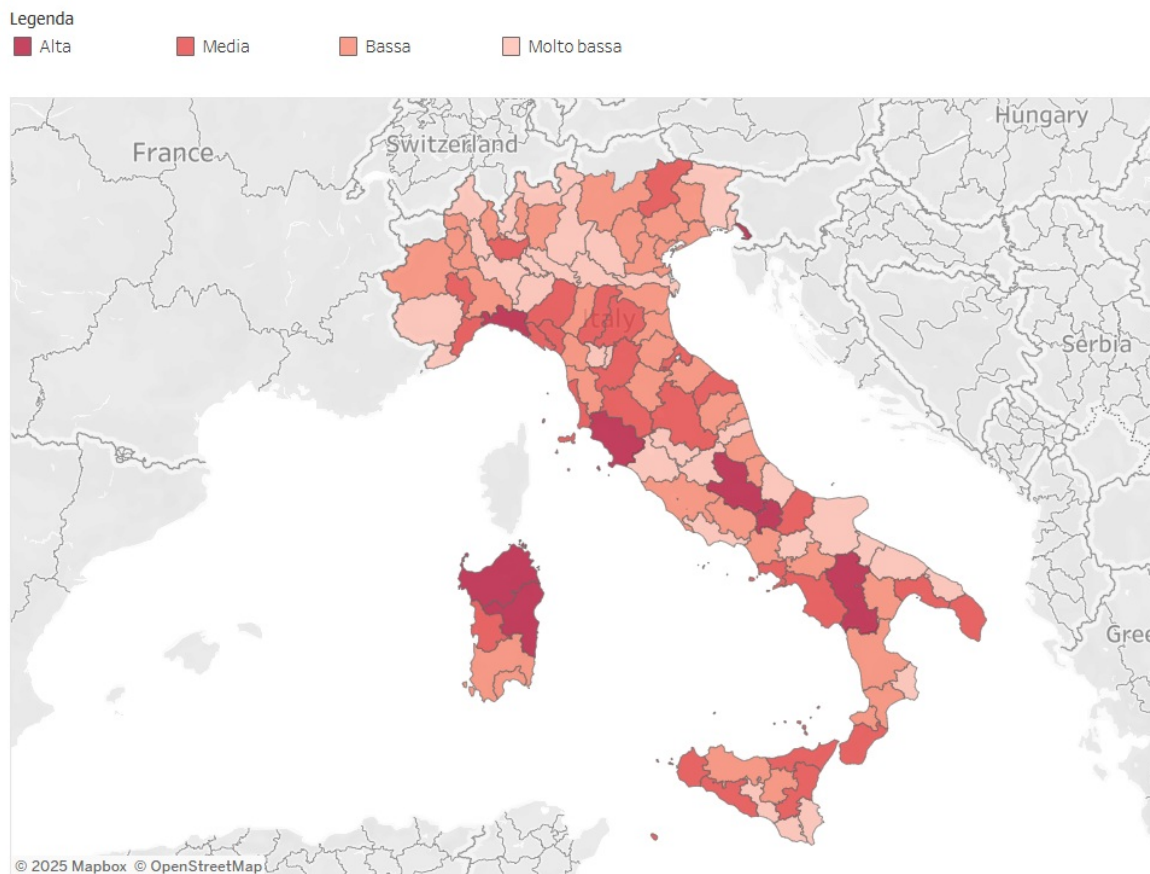 Legenda
Alta
Media
Bassa
Molto bassa
Hungary
Switzerland
France
Italy
Serbia
Gree
© 2025 Mapbox © OpenStreetMap